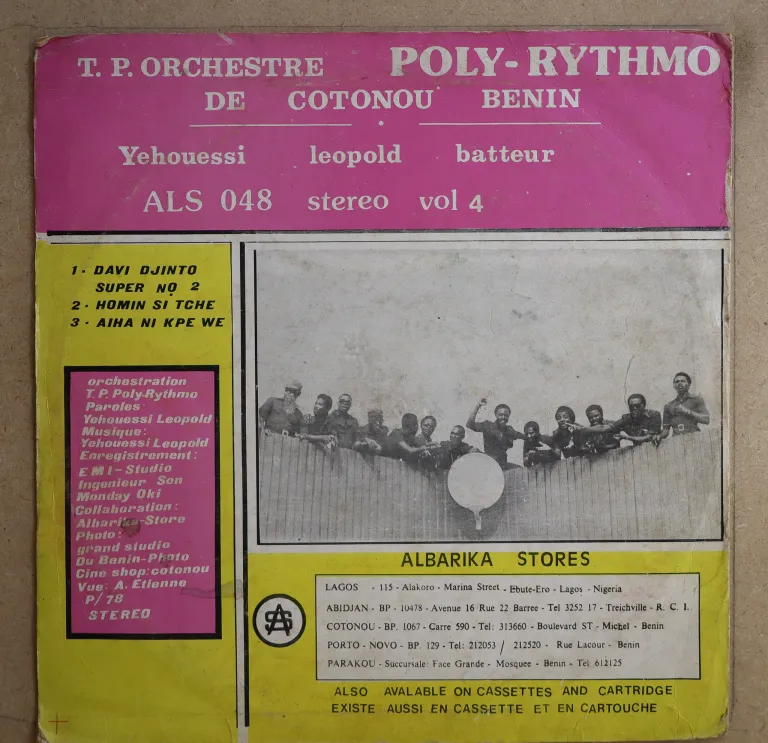 T. P. ORCHESTRE POLY-RYTHMO
DE COTONOU BENIN
Yehouessi leopold batteur
ALS 048 stereo vol 4
1 - DAVI DJINTO
SUPER NO 2
2 - HOMIN SI TCHE
3 - AIHA NI KPE WE
orchestration
T. P. Poly-Rythmo
Paroles:
Yehouessi Leopold
Musique:
Yehouessi Leopold
Enregistrement:
EMI-Studio
Ingenieur Son
Monday Oki
Collaboration:
Albarika-Store
Photo:
grand studio
Du Benin-Photo
Cine shop: cotonou
Vue: A. Etienne
P/78
STEREO
ALBARIKA STORES
LAGOS - 115 - Alakoro - Marina Street - Ebute-Ero - Lagos - Nigeria
ABIDJAN - BP - 10478 - Avenue 16 Rue 22 Barree - Tel 3252 17 - Treichville - R. C. I.
COTONOU - BP. 1067 - Carre 590 - Tel: 313660 - Boulevard ST - Michel - Benin
PORTO - NOVO - BP. 129 - Tel: 212053 / 212520 - Rue Lacour - Benin
PARAKOU - Succursale: Face Grande - Mosquee - Benin - Tel 612125
AS
ALSO AVALABLE ON CASSETTES AND CARTRIDGE
EXISTE AUSSI EN CASSETTE ET EN CARTOUCHE